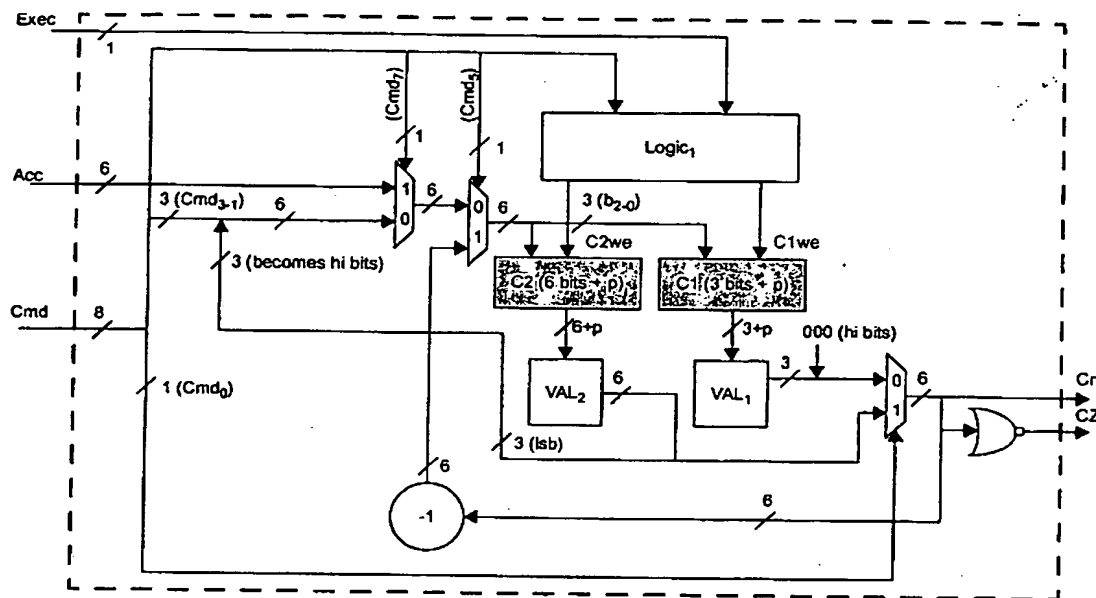 Exec
1
(Cmd7)
(Cmd5)
1
1
Logic1
Acc
6
3 (Cmd3-1)
6
1
0
6
0
1
6
3 (b2-0)
C2we
C1we
3 (becomes hi bits)
C2 (6 bits + p)
C1 (3 bits + p)
Cmd
8
6+p
3+p
000 (hi bits)
1 (Cmd0)
VAL2
6
VAL1
3
0
1
6
Cn
CZ
3 (lsb)
6
-1
6